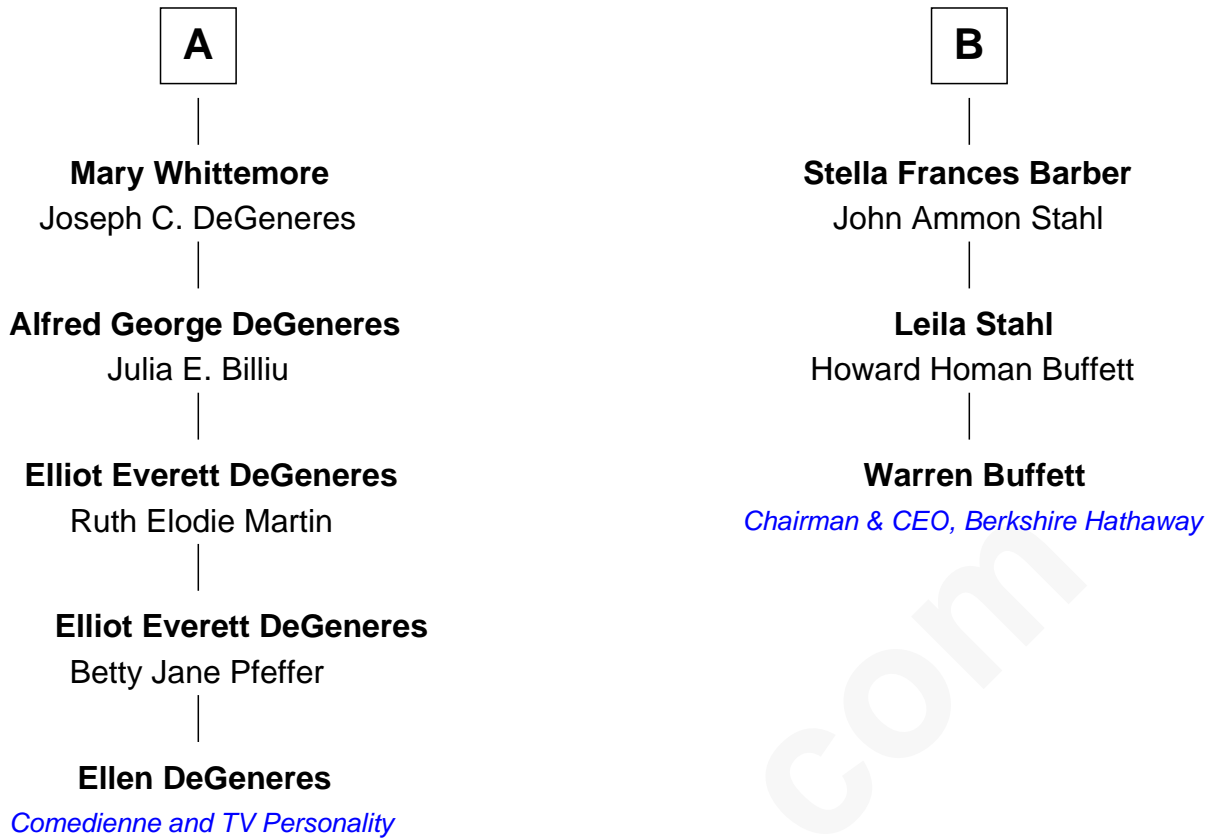 A
Mary Whittemore
Joseph C. DeGeneres
Alfred George DeGeneres
Julia E. Billiu
Elliot Everett DeGeneres
Ruth Elodie Martin
Elliot Everett DeGeneres
Betty Jane Pfeffer
Ellen DeGeneres
Comedienne and TV Personality
B
Stella Frances Barber
John Ammon Stahl
Leila Stahl
Howard Homan Buffett
Warren Buffett
Chairman & CEO, Berkshire Hathaway
com